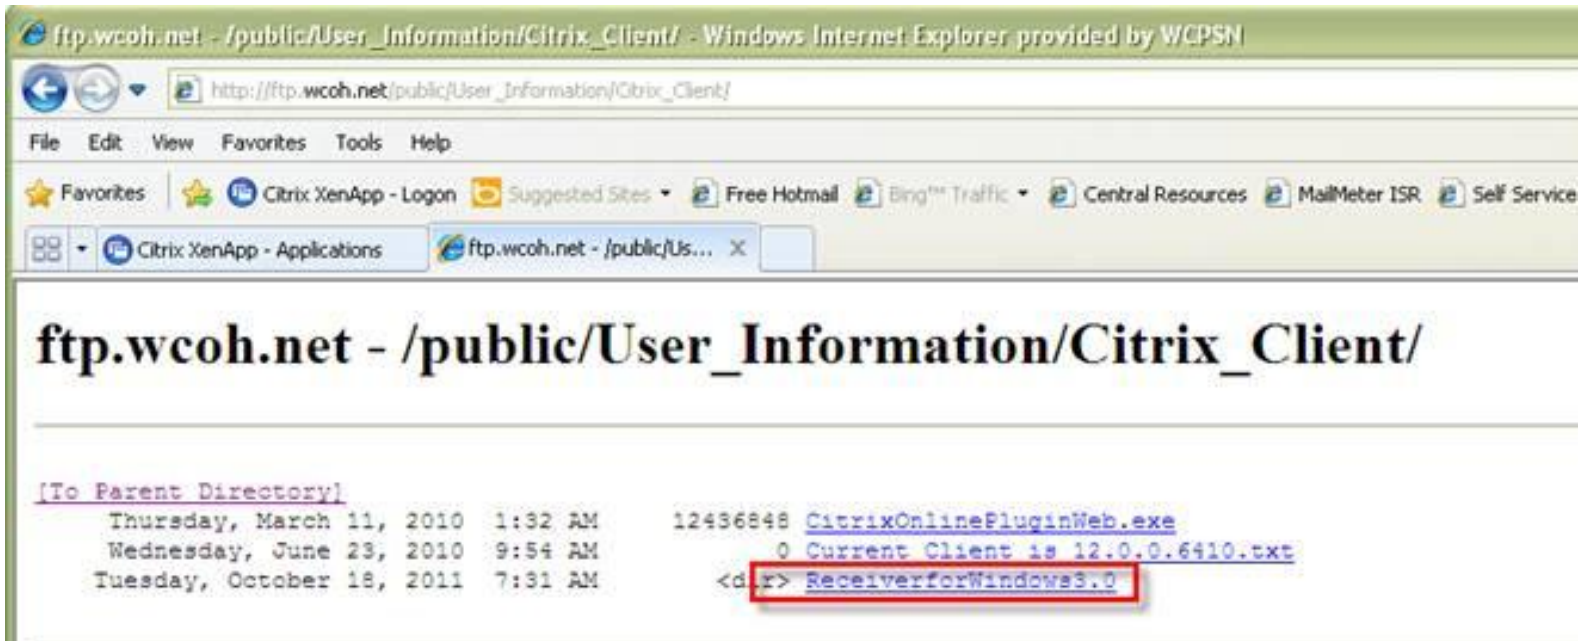 ftp.wcoh.net - /public/User_Information/Citrix_Client/ - Windows Internet Explorer provided by WCPSN
http://ftp.wcoh.net/public/User_Information/Citrix_Client/
File Edit View Favorites Tools Help
Favorites Citrix XenApp - Logon Suggested Sites Free Hotmail Bing™ Traffic Central Resources MailMeter ISR Self Service
Citrix XenApp - Applications ftp.wcoh.net - /public/Us... X
ftp.wcoh.net - /public/User_Information/Citrix_Client/
[To Parent Directory]
Thursday, March 11, 2010 1:32 AM 12436848 CitrixOnlinePluginWeb.exe
Wednesday, June 23, 2010 9:54 AM 0 Current Client is 12.0.0.6410.txt
Tuesday, October 18, 2011 7:31 AM <dir> ReceiverforWindows3.0